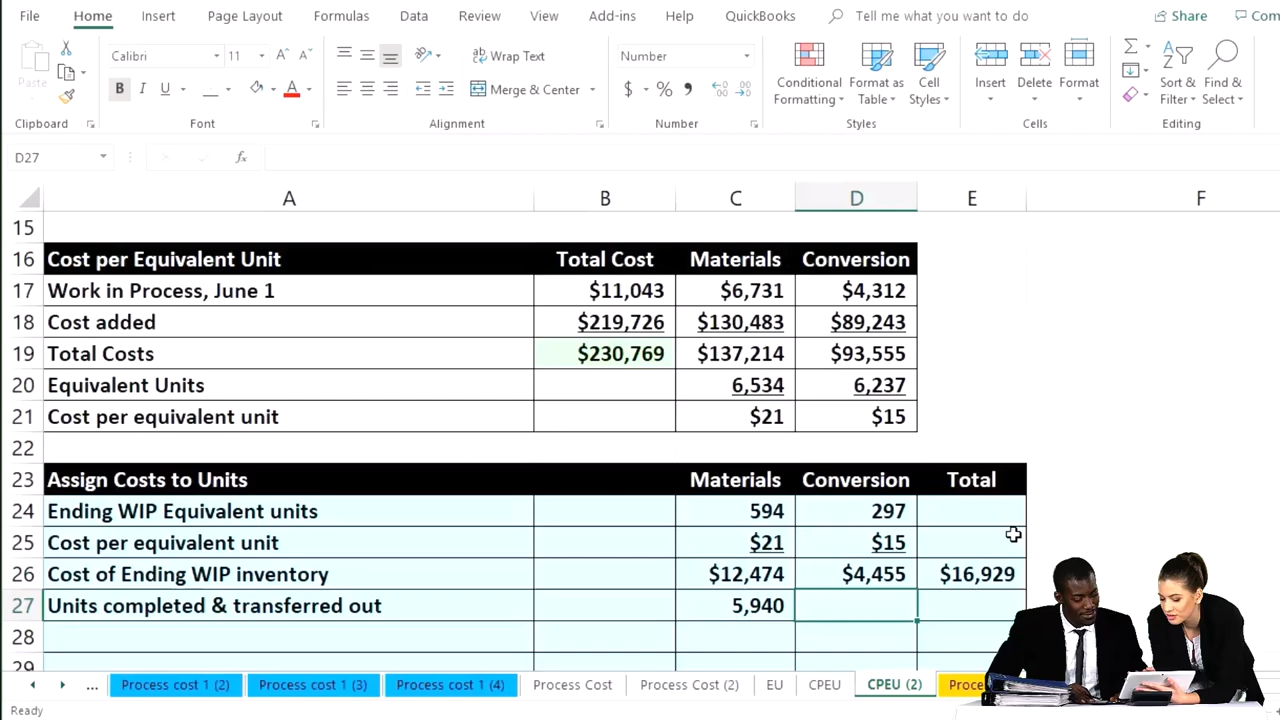 File Home Insert Page Layout Formulas Data Review View Add-ins Help QuickBooks Tell me what you want to do Share
Paste Calibri 11 Wrap Text Number Conditional Format as Cell Insert Delete Format Sort & Find &
B I U A Merge & Center $ % Formatting Table Styles Filter Select
Clipboard Font Alignment Number Styles Cells Editing
D27 fx
A B C D E F
15
16 Cost per Equivalent Unit Total Cost Materials Conversion
17 Work in Process, June 1 $11,043 $6,731 $4,312
18 Cost added $219,726 $130,483 $89,243
19 Total Costs $230,769 $137,214 $93,555
20 Equivalent Units 6,534 6,237
21 Cost per equivalent unit $21 $15
22
23 Assign Costs to Units Materials Conversion Total
24 Ending WIP Equivalent units 594 297
25 Cost per equivalent unit $21 $15
26 Cost of Ending WIP inventory $12,474 $4,455 $16,929
27 Units completed & transferred out 5,940
28
29
... Process cost 1 (2) Process cost 1 (3) Process cost 1 (4) Process Cost Process Cost (2) EU CPEU CPEU (2)
Ready